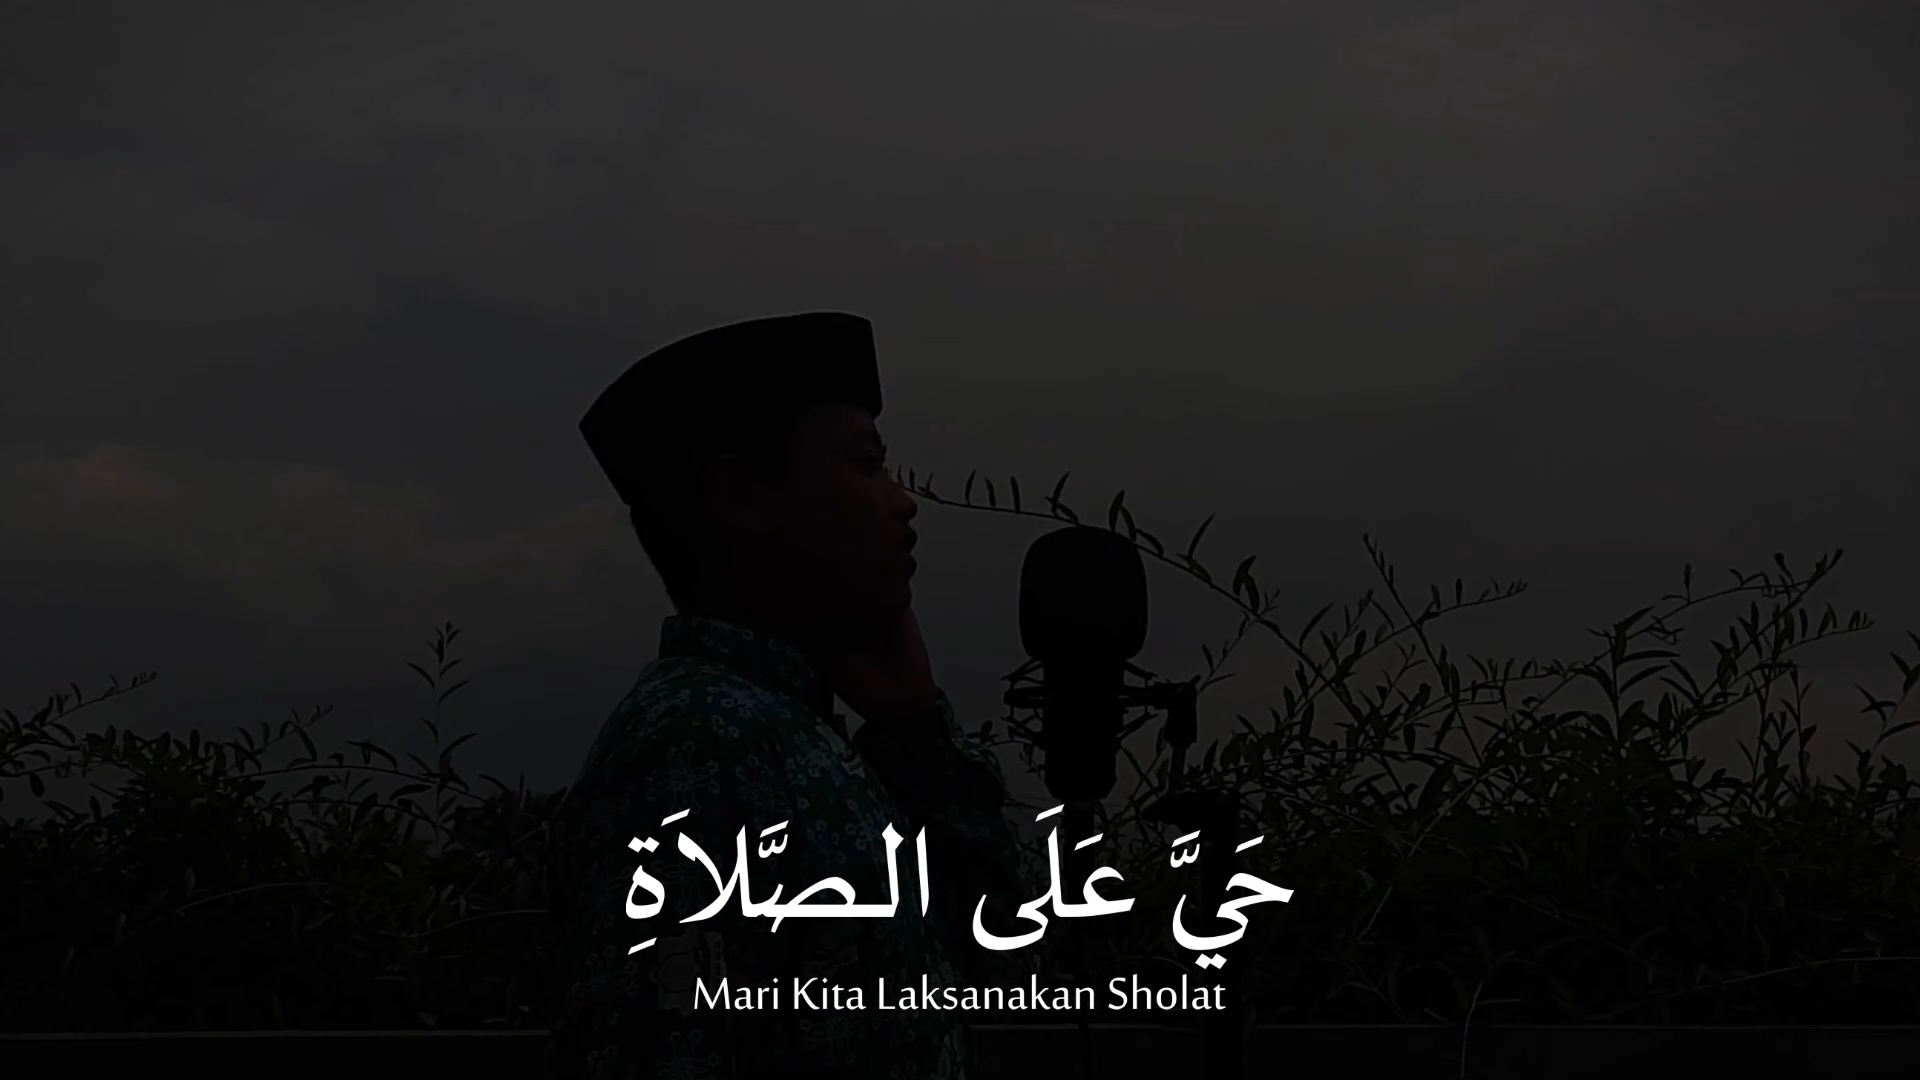 حَيَّ عَلَى الصَّلاَةِ
Mari Kita Laksanakan Sholat